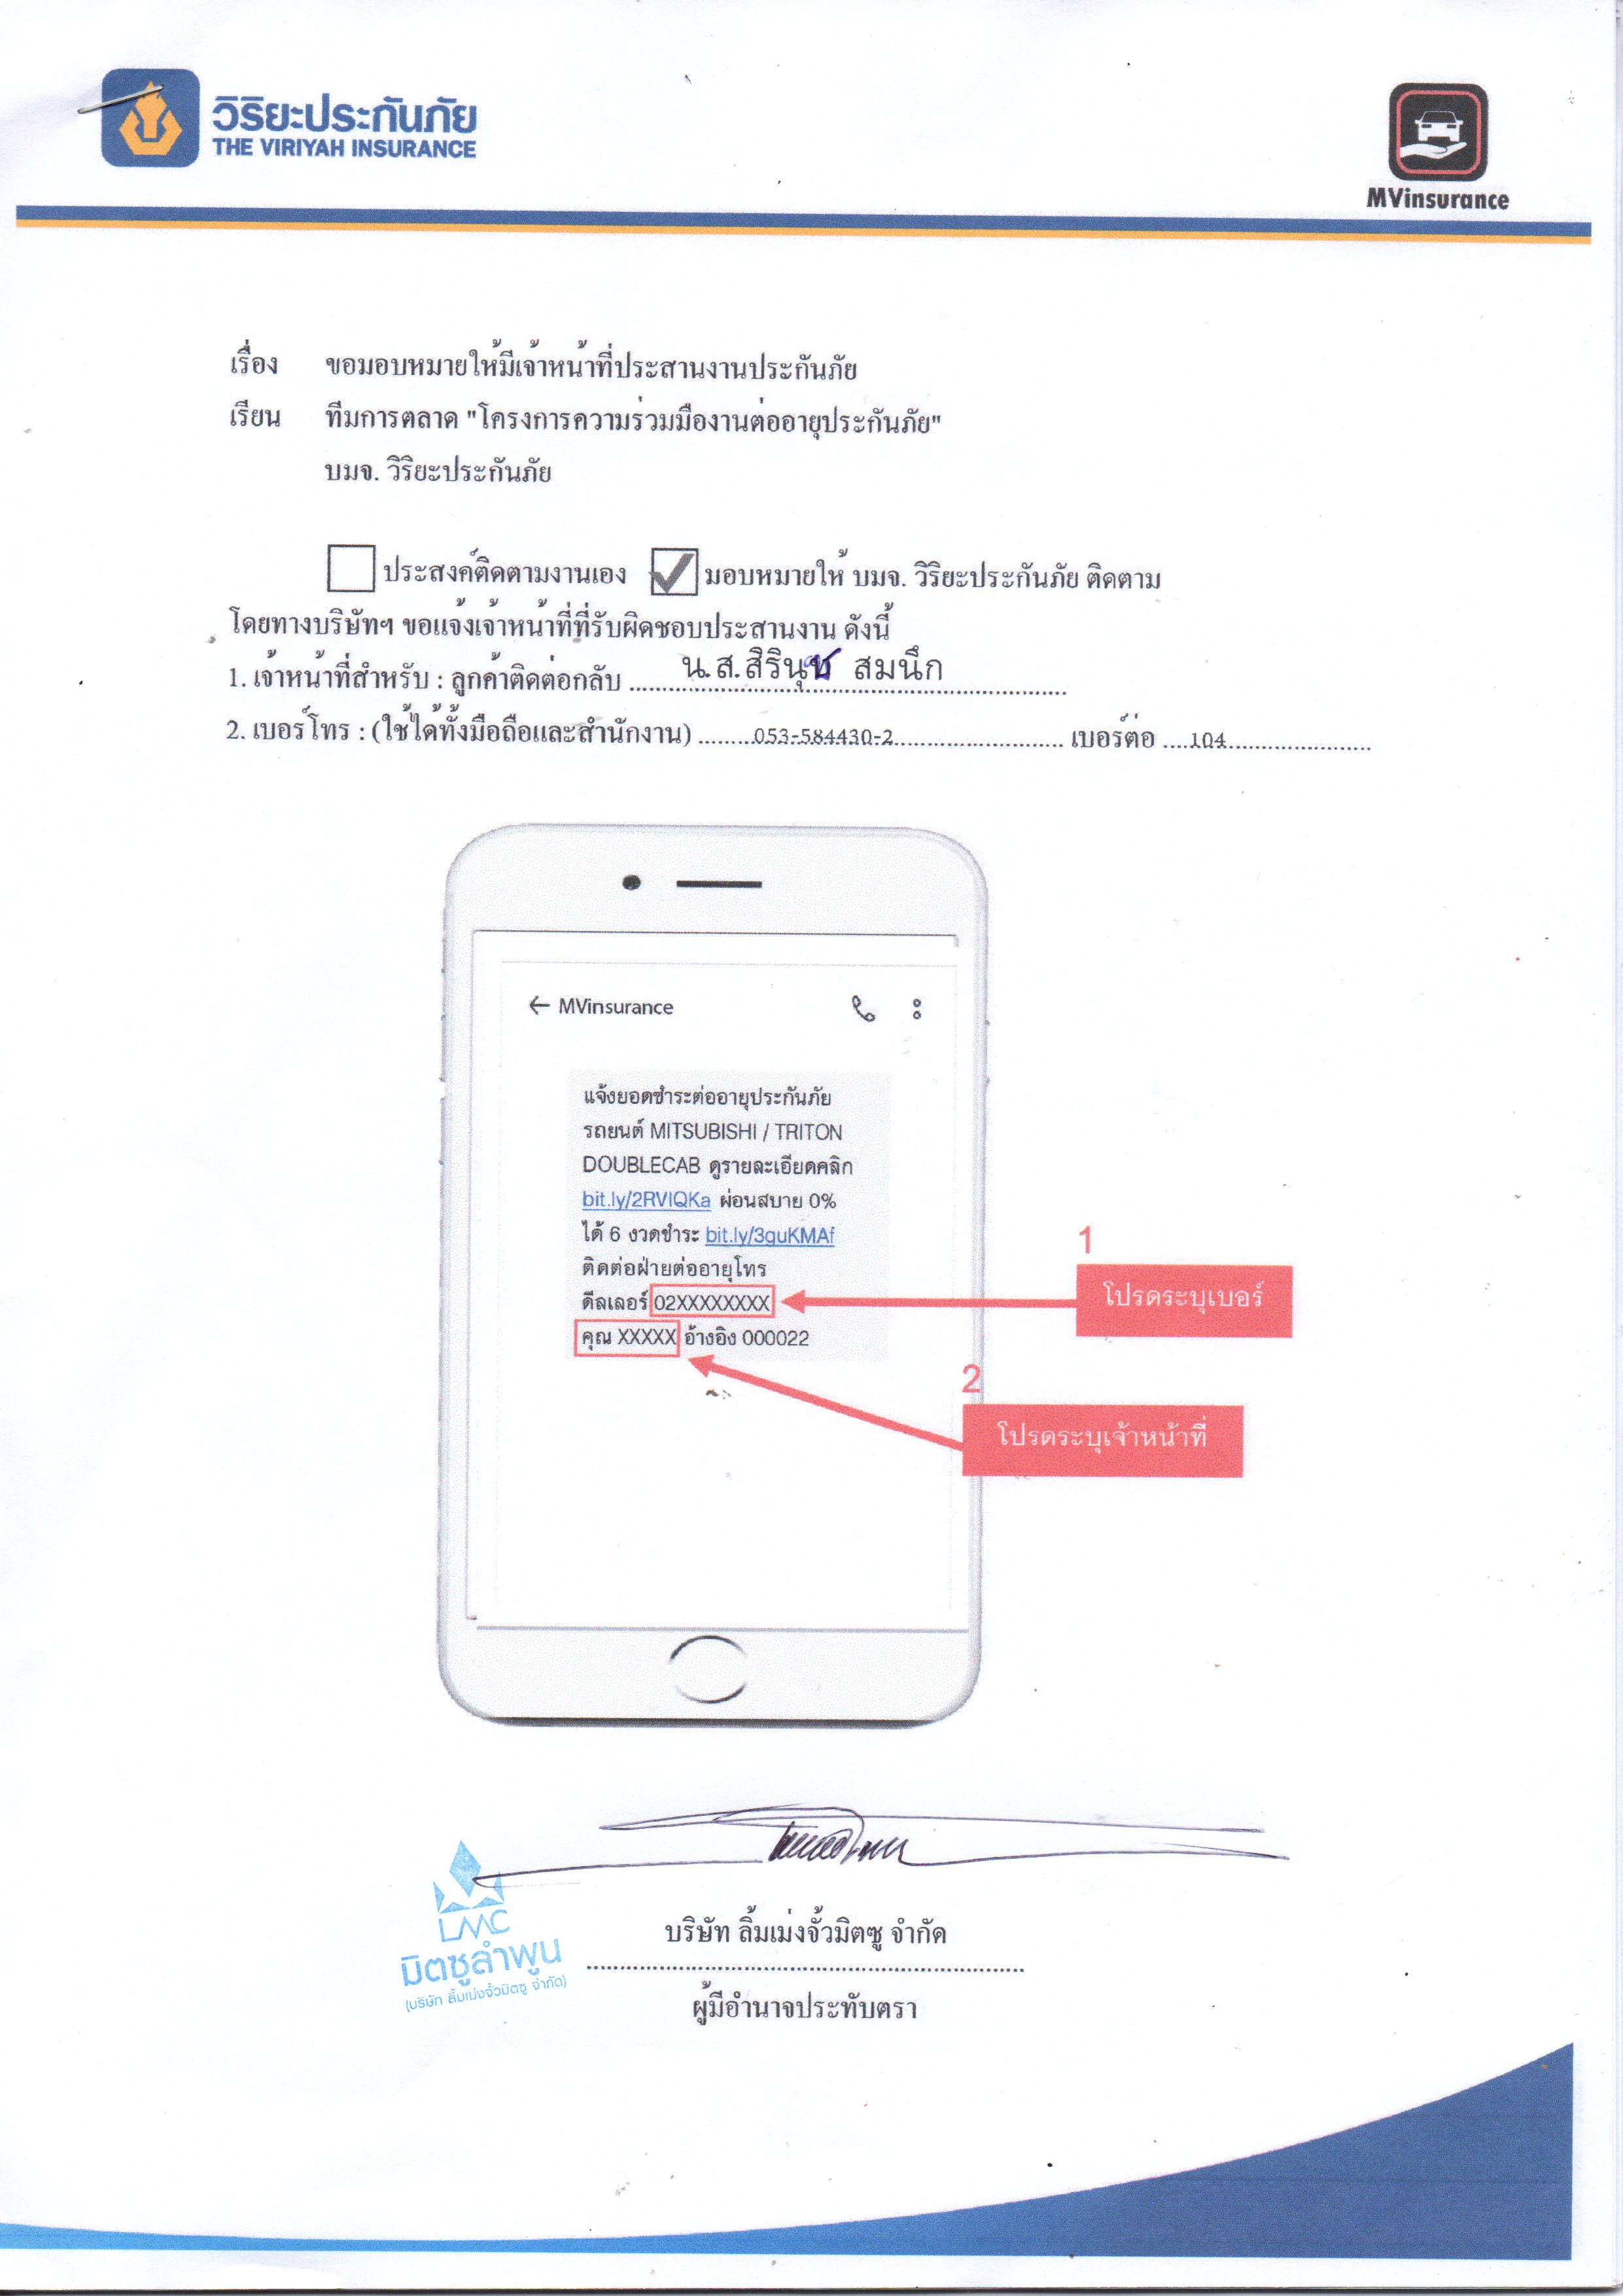 วิริยะประกันภัย
THE VIRIYAH INSURANCE
MVinsurance
เรื่อง ขอมอบหมายให้มีเจ้าหน้าที่ประสานงานประกันภัย
เรียน ทีมการตลาด "โครงการความร่วมมืองานต่ออายุประกันภัย"
บมจ. วิริยะประกันภัย
ประสงค์ติดตามงานเอง มอบหมายให้ บมจ. วิริยะประกันภัย ติดตาม
โดยทางบริษัทฯ ขอแจ้งเจ้าหน้าที่ที่รับผิดชอบประสานงาน ดังนี้
1. เจ้าหน้าที่สำหรับ : ลูกค้าติดต่อกลับ น.ส.สิรินุช สมนึก
2. เบอร์โทร : (ใช้ได้ทั้งมือถือและสำนักงาน) 053-584430-2 เบอร์ต่อ 104
← MVinsurance
แจ้งยอดชำระต่ออายุประกันภัย
รถยนต์ MITSUBISHI / TRITON
DOUBLECAB ดูรายละเอียดคลิก
bit.ly/2RVIQKa ผ่อนสบาย 0%
ได้ 6 งวดชำระ bit.ly/3guKMAf
ติดต่อฝ่ายต่ออายุโทร
ดีลเลอร์ 02XXXXXXXX
คุณ XXXXX อ้างอิง 000022
1
โปรดระบุเบอร์
2
โปรดระบุเจ้าหน้าที่
LMC
มิตซูลำพูน
(บริษัท ลิ้มเม่งจั้วมิตซู จำกัด)
บริษัท ลิ้มเม่งจั้วมิตซู จำกัด
ผู้มีอำนาจประทับตรา